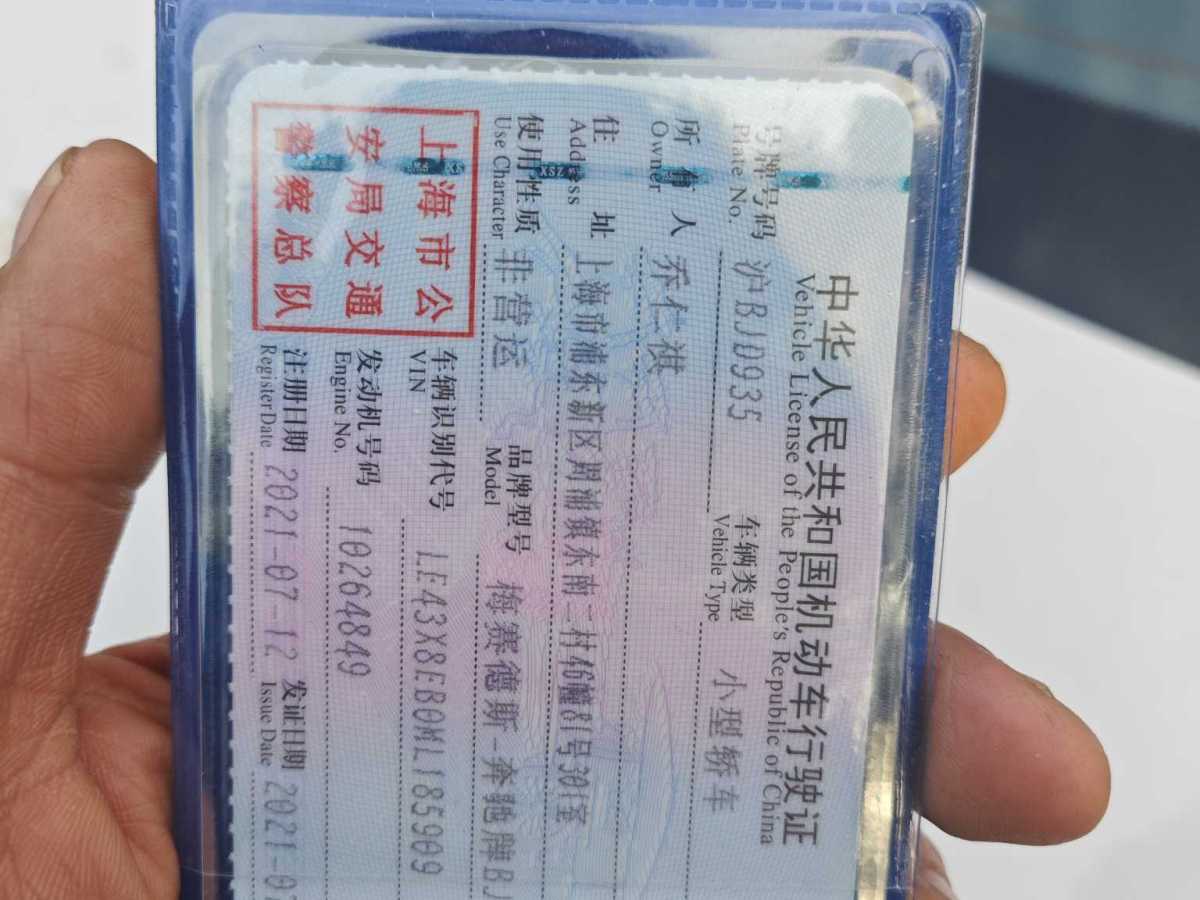 中华人民共和国机动车行驶证
Vehicle License of the People's Republic of China
号牌号码 沪BJD935 车辆类型 小型轿车
Plate No. Vehicle Type
所有人 乔仁祺
Owner
住址 上海市浦东新区周浦镇东南二村46幢81号301室
Address
使用性质 非营运 品牌型号 梅赛德斯-奔驰牌BJ
Use Character Model
上海市公
安局交通
警察总队
车辆识别代号 LE43X8EB0ML185909
VIN
发动机号码 10264849
Engine No.
注册日期 2021-07-12 发证日期 2021-07
Register Date Issue Date
XSZ